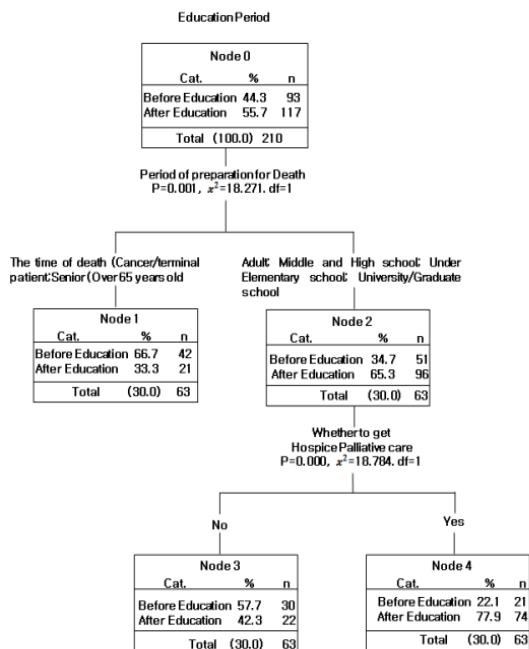 Education Period
Node 0
Cat. % n
Before Education 44.3 93
After Education 55.7 117
Total (100.0) 210
Period of preparation for Death
P=0.001, x²=18.271. df=1
The time of death (Cancer/terminal
patient;Senior(Over 65 years old
Adult; Middle and High school; Under
Elementary school; University/Graduate
school
Node 1
Cat. % n
Before Education 66.7 42
After Education 33.3 21
Total (30.0) 63
Node 2
Cat. % n
Before Education 34.7 51
After Education 65.3 96
Total (30.0) 63
Whether to get
Hospice Palliative care
P=0.000, x²=18.784. df=1
No
Yes
Node 3
Cat. % n
Before Education 57.7 30
After Education 42.3 22
Total (30.0) 63
Node 4
Cat. % n
Before Education 22.1 21
After Education 77.9 74
Total (30.0) 63